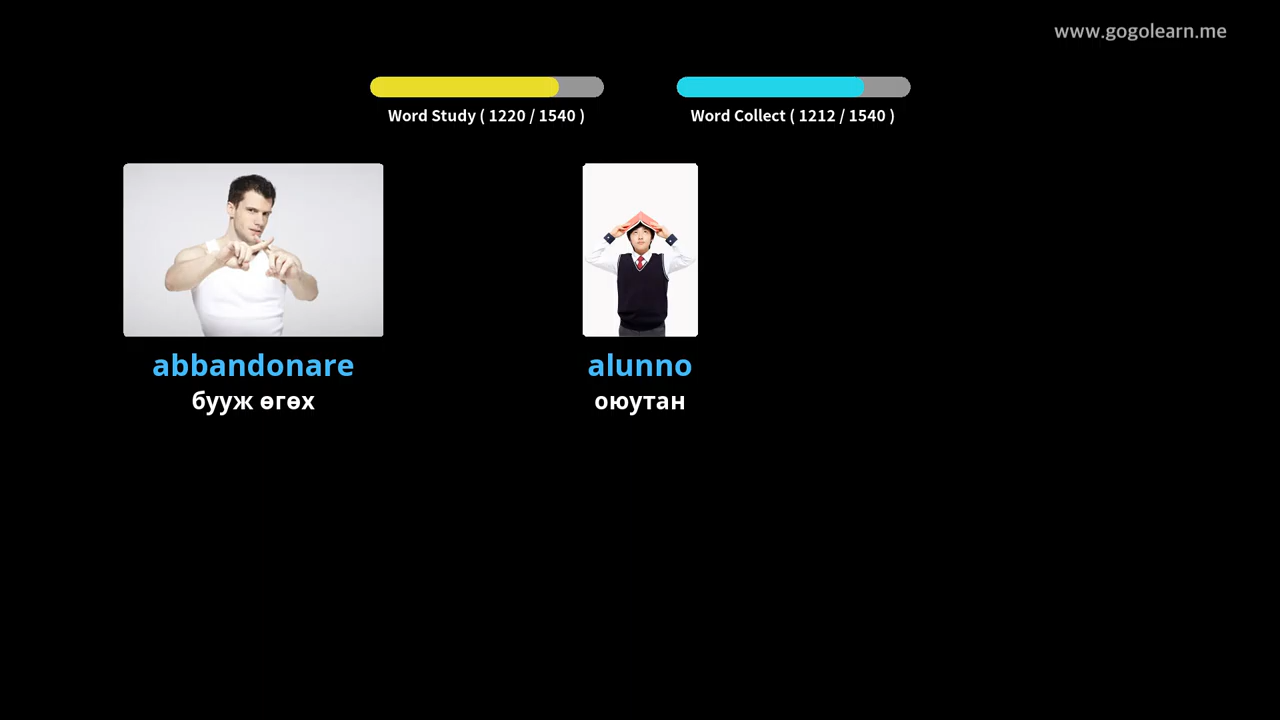 www.gogolearn.me
Word Study ( 1220 / 1540 )
Word Collect ( 1212 / 1540 )
abbandonare
бууж өгөх
alunno
оюутан